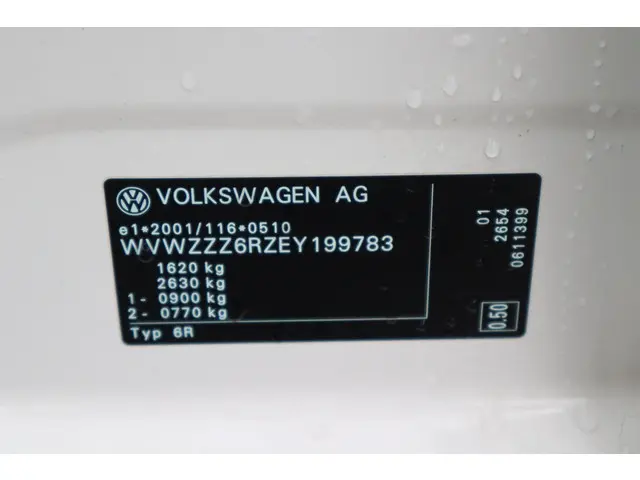 VOLKSWAGEN AG
e1*2001/116*0510
WVWZZZ6RZEY199783
1620 kg
2630 kg
1 - 0900 kg
2 - 0770 kg
Typ 6R
01
2654
0611399
0.50